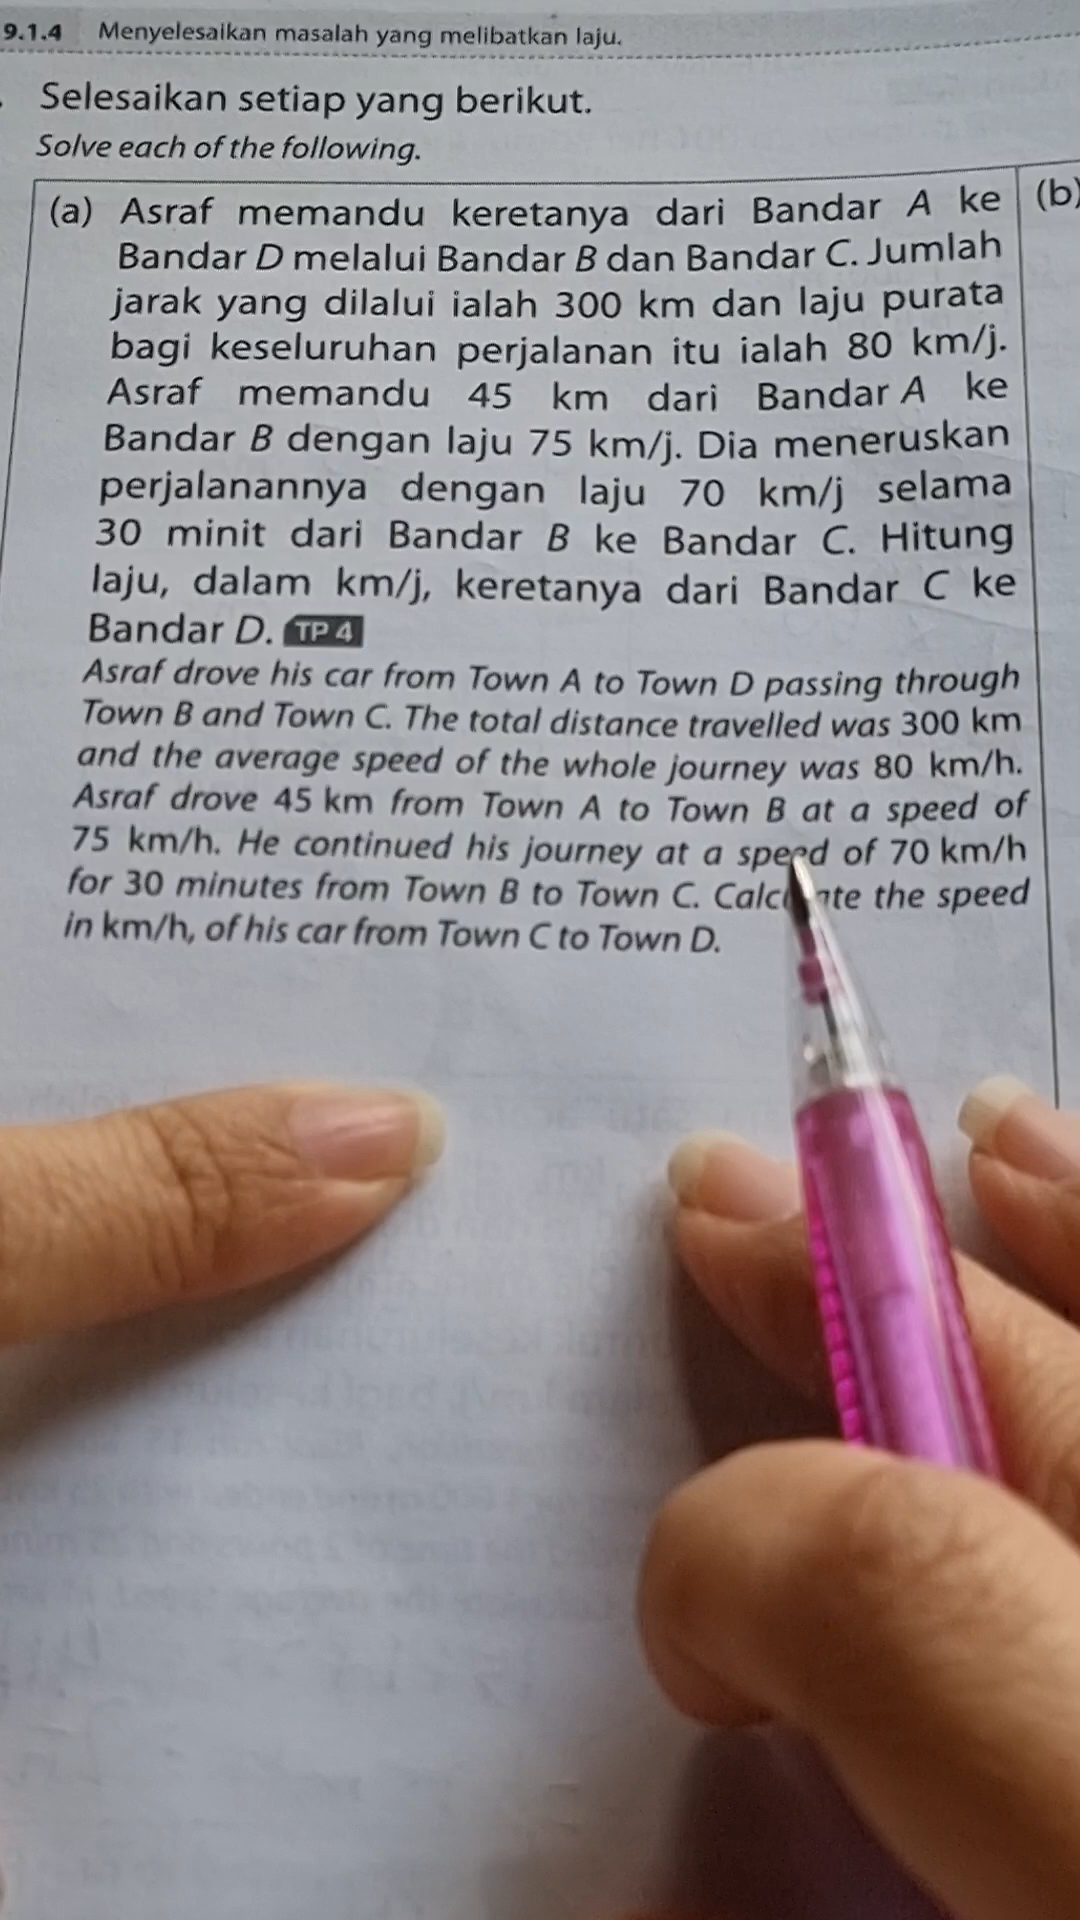 9.1.4 Menyelesaikan masalah yang melibatkan laju.
Selesaikan setiap yang berikut.
Solve each of the following.
(a) Asraf memandu keretanya dari Bandar A ke
Bandar D melalui Bandar B dan Bandar C. Jumlah
jarak yang dilalui ialah 300 km dan laju purata
bagi keseluruhan perjalanan itu ialah 80 km/j.
Asraf memandu 45 km dari Bandar A ke
Bandar B dengan laju 75 km/j. Dia meneruskan
perjalanannya dengan laju 70 km/j selama
30 minit dari Bandar B ke Bandar C. Hitung
laju, dalam km/j, keretanya dari Bandar C ke
Bandar D. TP 4
Asraf drove his car from Town A to Town D passing through
Town B and Town C. The total distance travelled was 300 km
and the average speed of the whole journey was 80 km/h.
Asraf drove 45 km from Town A to Town B at a speed of
75 km/h. He continued his journey at a speed of 70 km/h
for 30 minutes from Town B to Town C. the speed
in km/h, of his car from Town C to Town D.
(b)